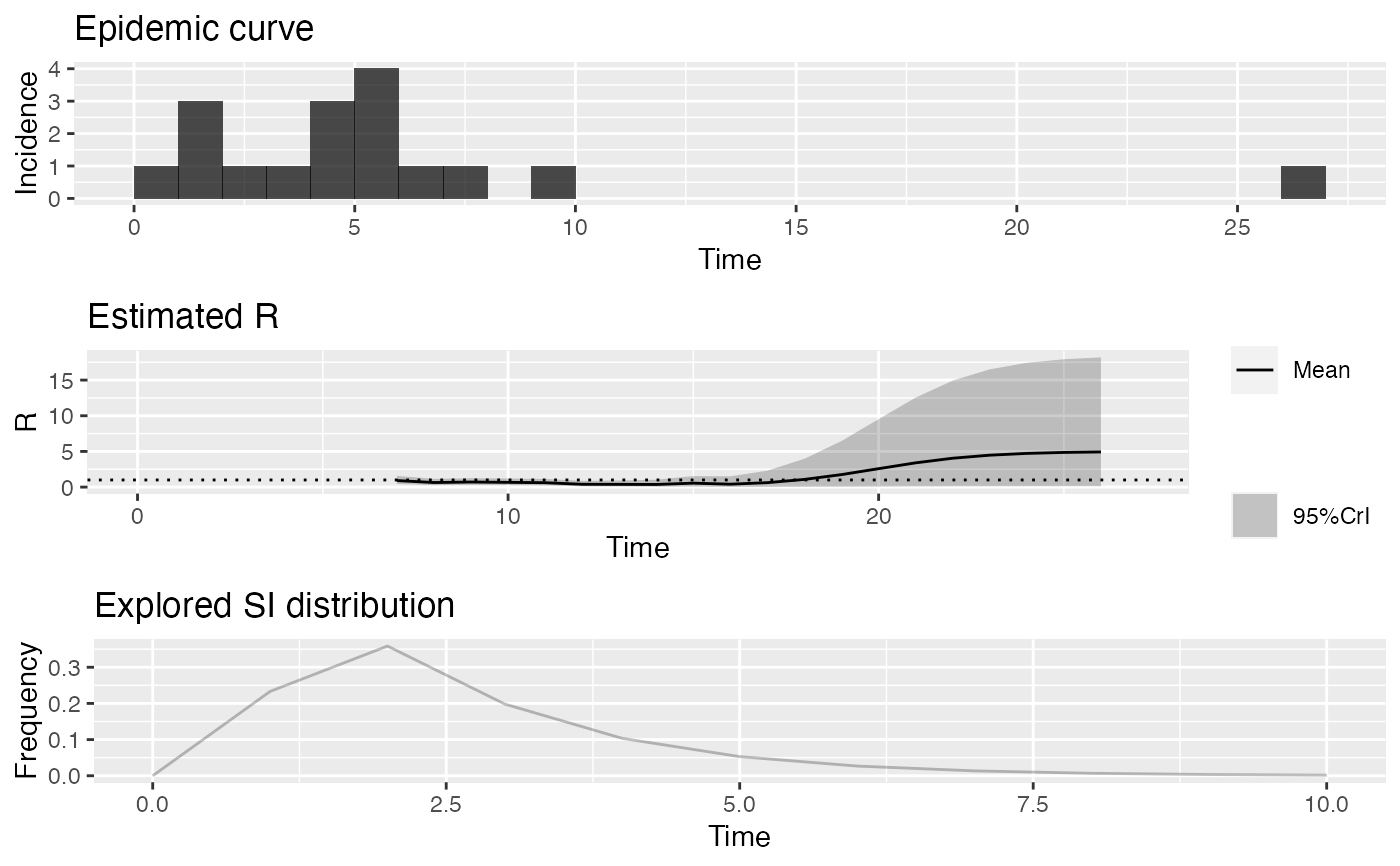 Epidemic curve
4
3
2
1
0
Incidence
0 5 10 15 20 25
Time
Estimated R
15
10
5
0
R
0 10 20
Time
Mean
95%CrI
Explored SI distribution
0.3
0.2
0.1
0.0
Frequency
0.0 2.5 5.0 7.5 10.0
Time